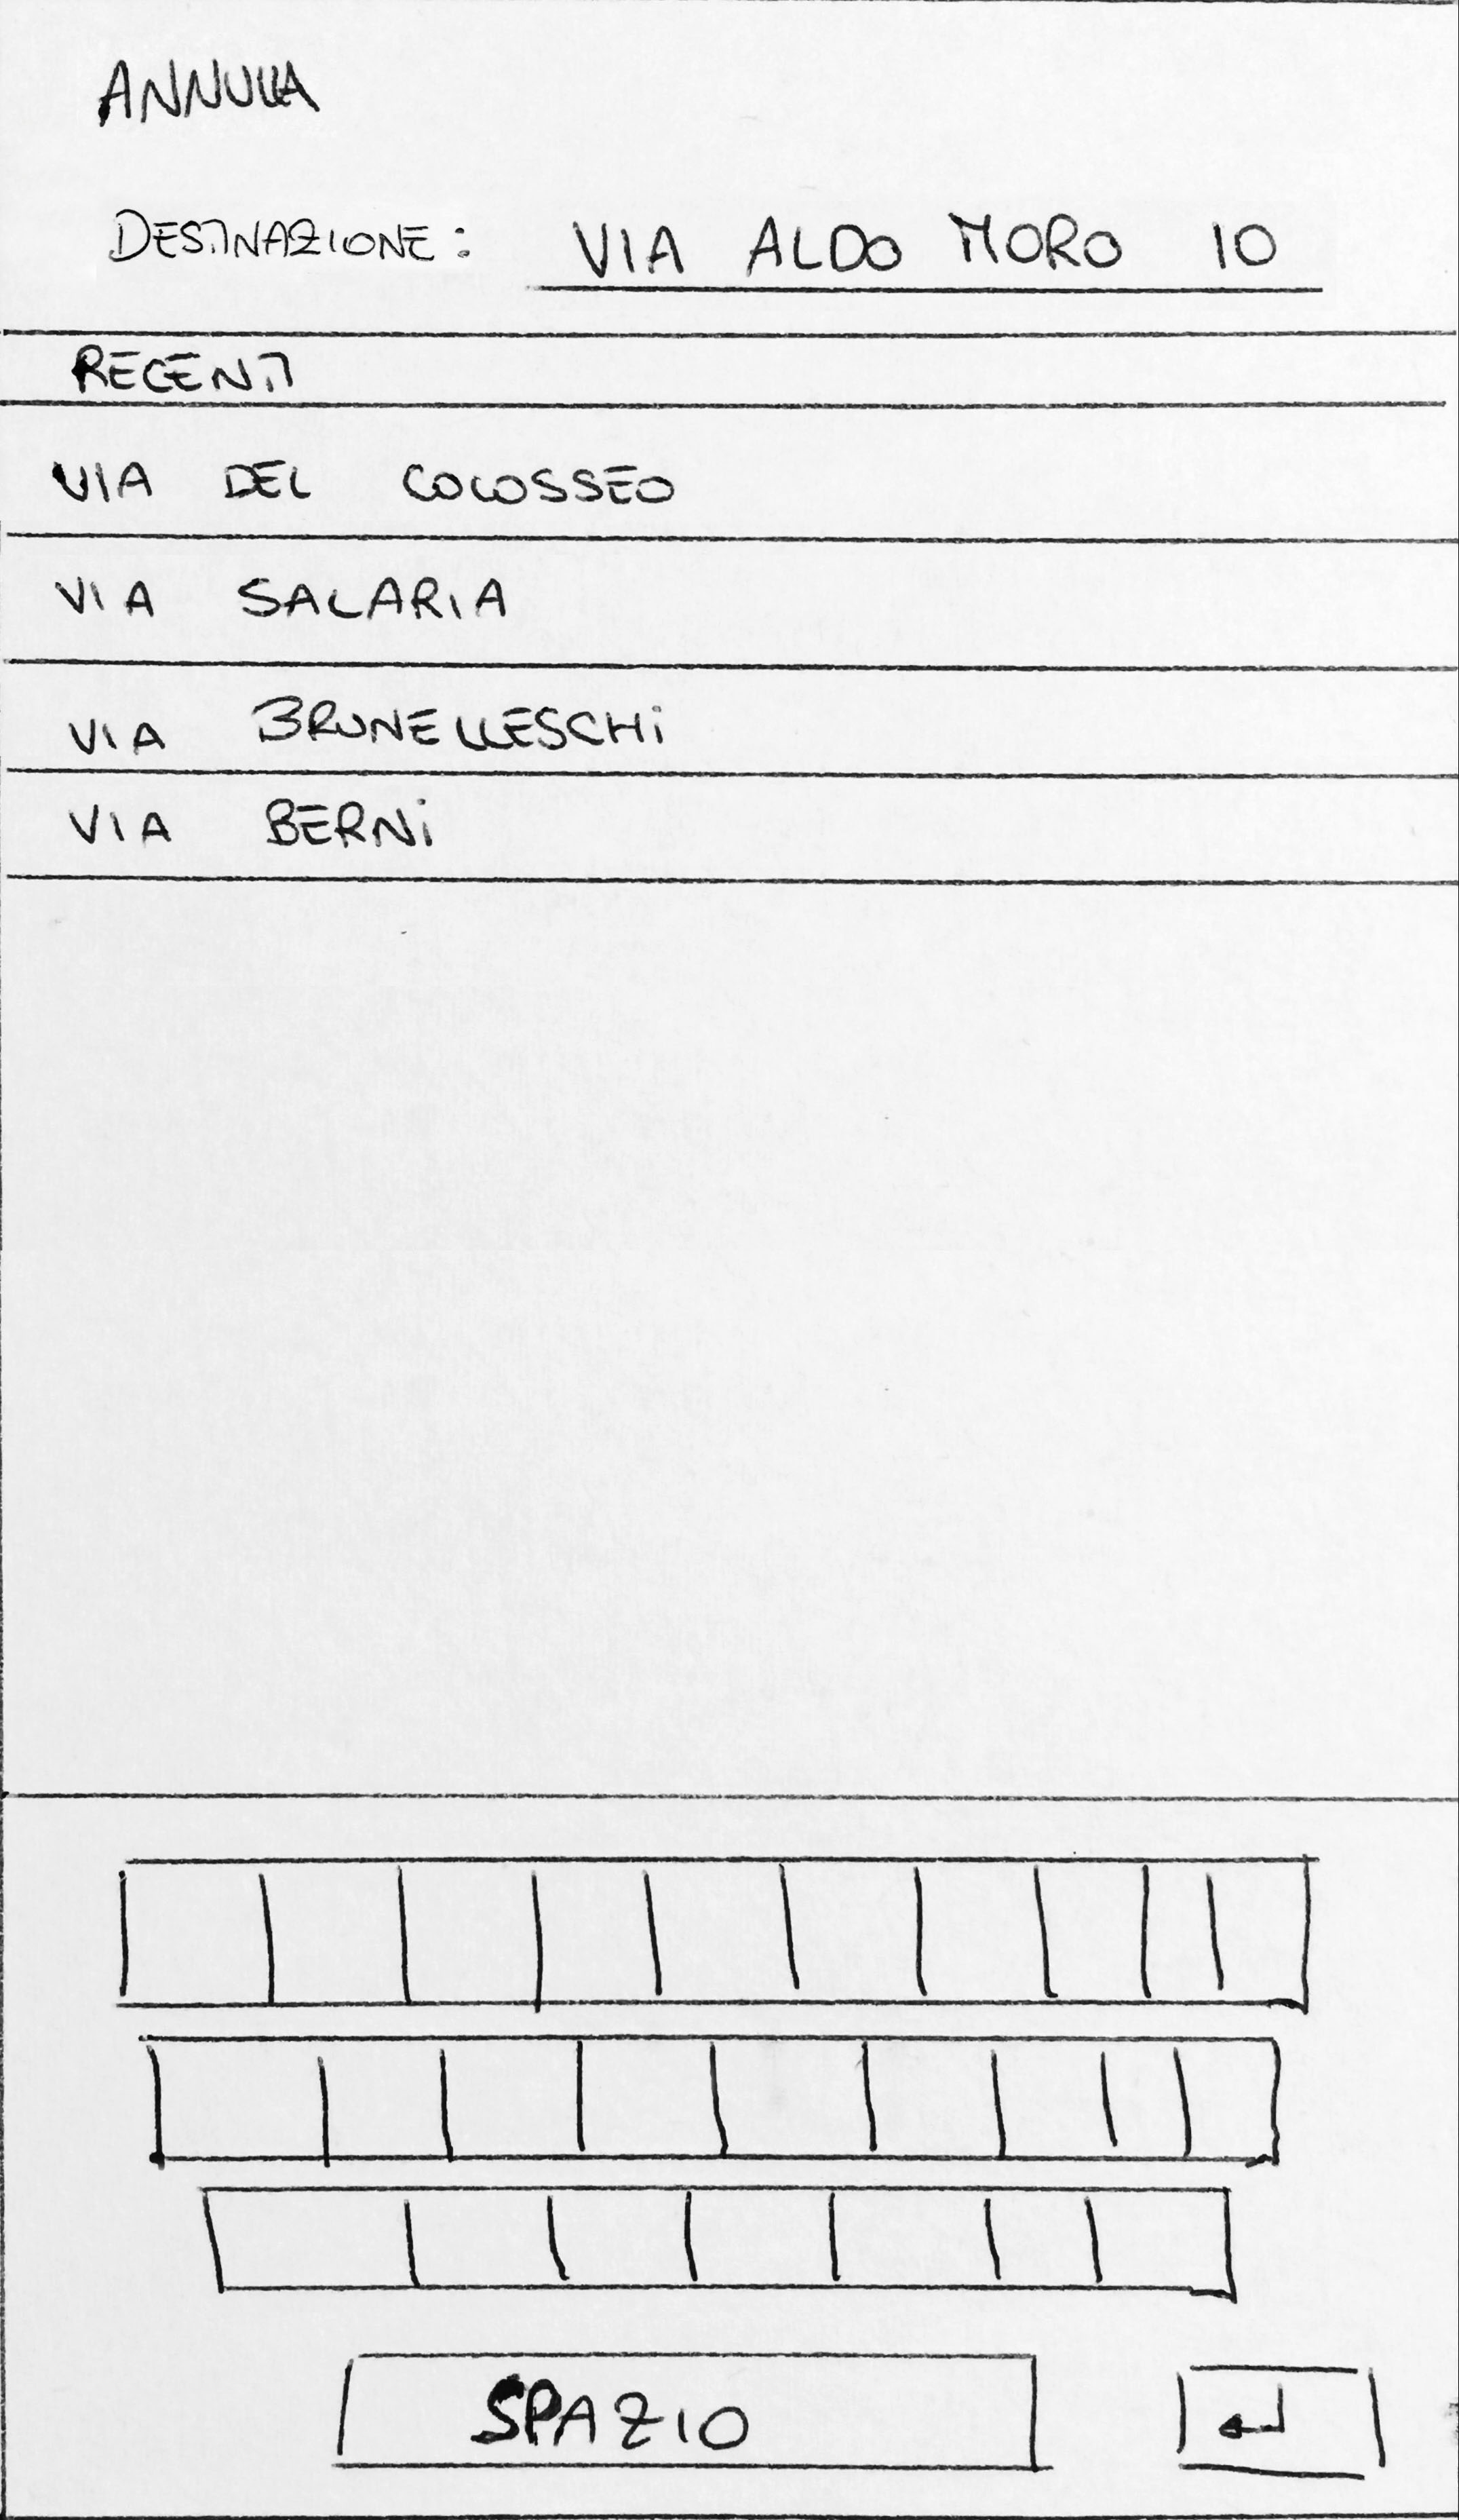 ANNULLA
DESTINAZIONE: VIA ALDO MORO 10
RECENTI
VIA DEL COLOSSEO
VIA SALARIA
VIA BRUNELLESCHi
VIA BERNi
SPAZIO